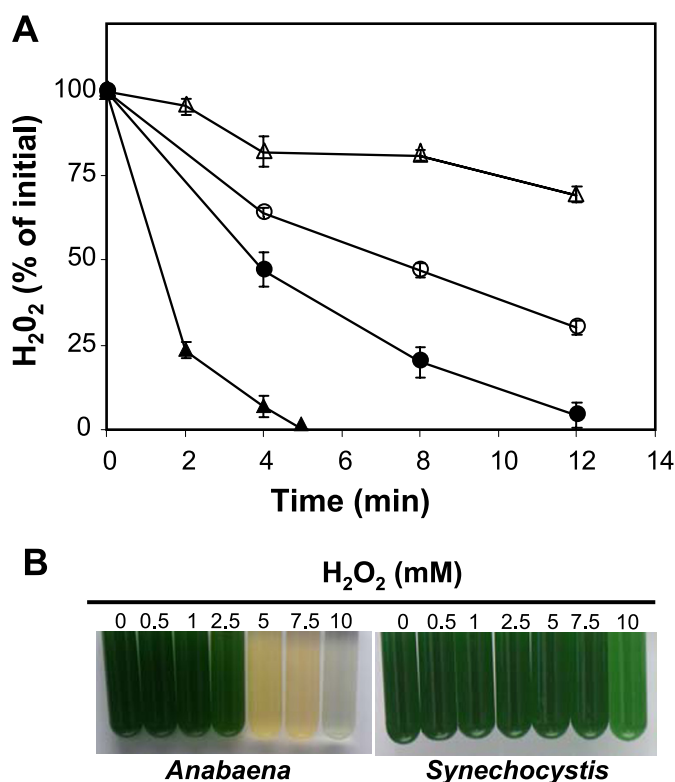 A
H₂0₂ (% of initial)
100
75
50
25
0
0 2 4 6 8 10 12 14
Time (min)
B
H₂O₂ (mM)
0 0.5 1 2.5 5 7.5 10 0 0.5 1 2.5 5 7.5 10
Anabaena Synechocystis